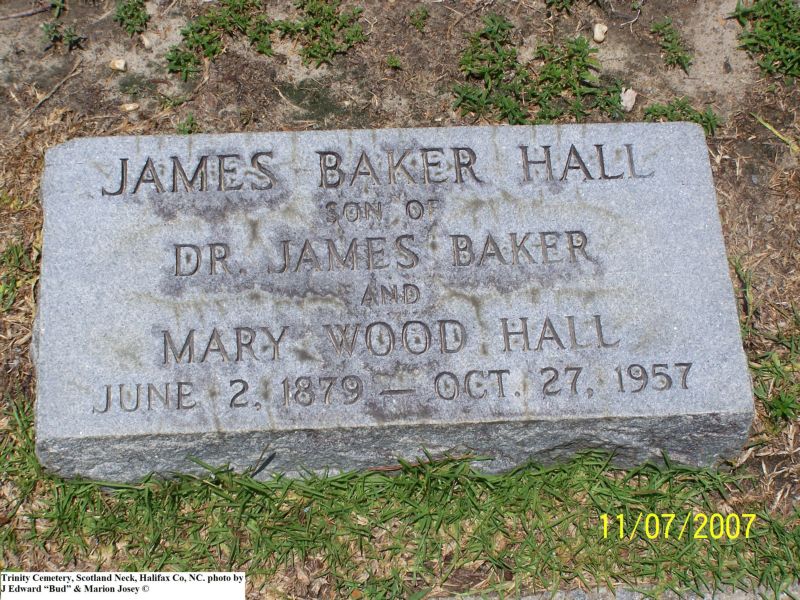 JAMES BAKER HALL
SON OF
DR. JAMES BAKER
AND
MARY WOOD HALL
JUNE 2, 1879 — OCT. 27, 1957
11/07/2007
Trinity Cemetery, Scotland Neck, Halifax Co, NC. photo by
J Edward “Bud” & Marion Josey ©